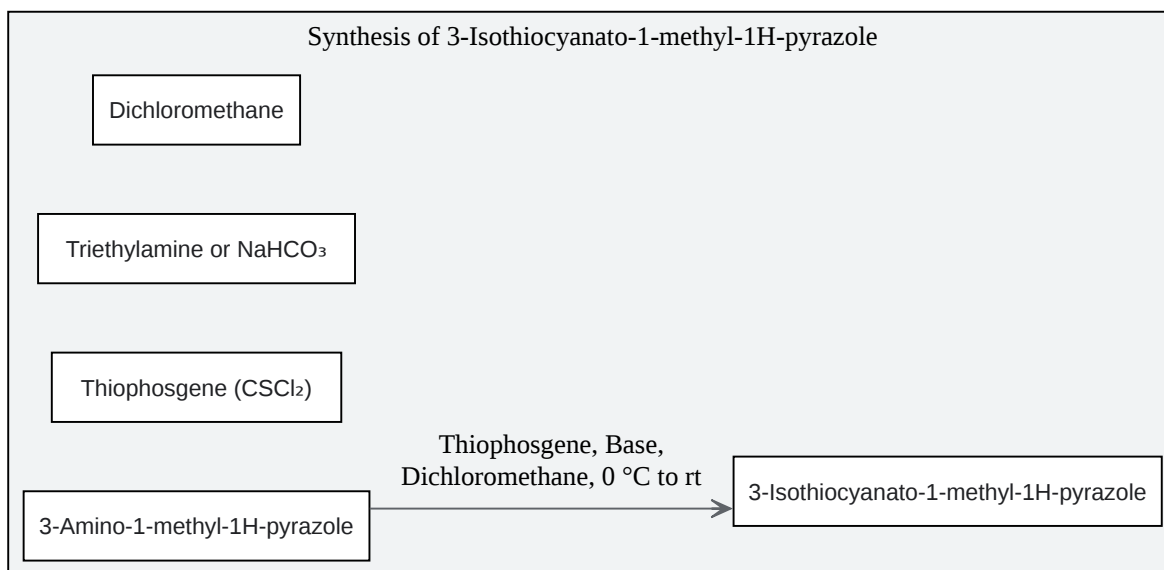 Synthesis of 3-Isothiocyanato-1-methyl-1H-pyrazole
Dichloromethane
Triethylamine or NaHCO₃
Thiophosgene (CSCl₂)
Thiophosgene, Base,
Dichloromethane, 0 °C to rt
3-Amino-1-methyl-1H-pyrazole
3-Isothiocyanato-1-methyl-1H-pyrazole